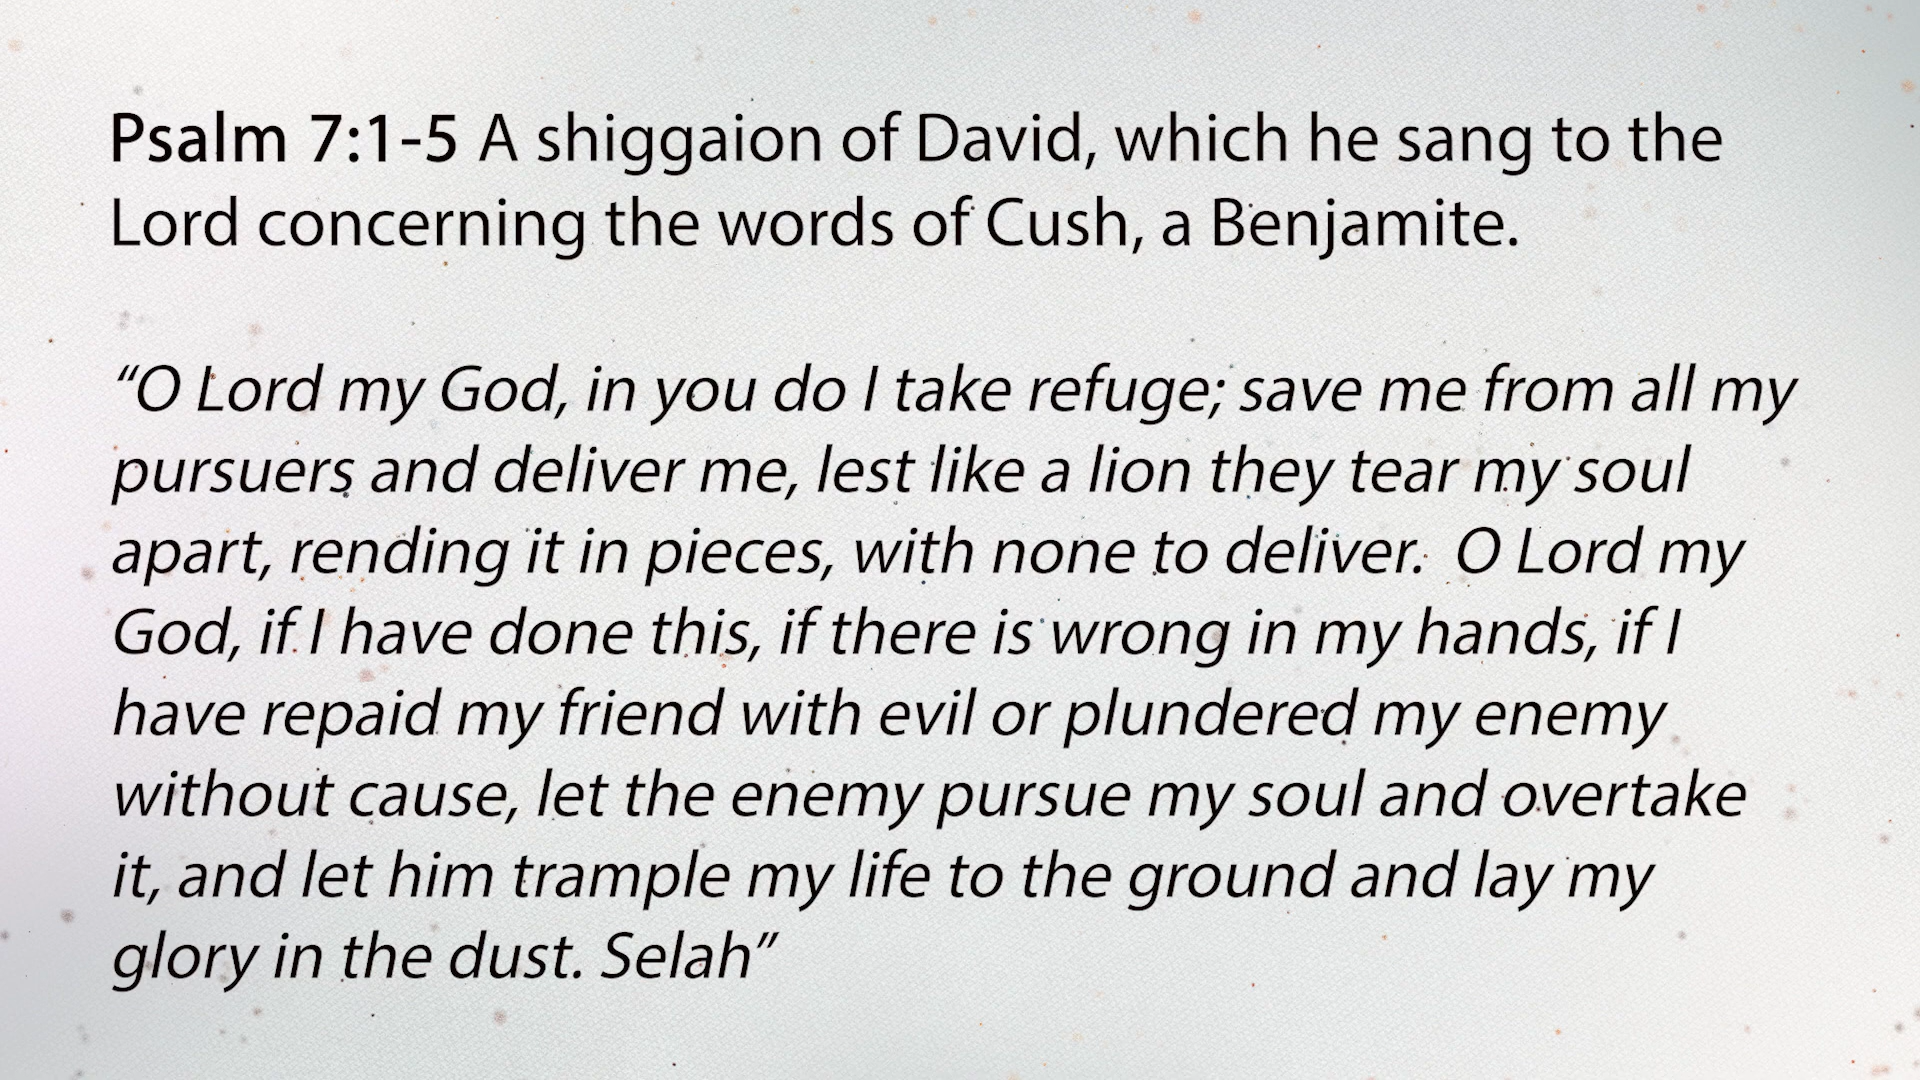 Psalm 7:1-5 A shiggaion of David, which he sang to the
Lord concerning the words of Cush, a Benjamite.
“O Lord my God, in you do I take refuge; save me from all my
pursuers and deliver me, lest like a lion they tear my soul
apart, rending it in pieces, with none to deliver.  O Lord my
God, if I have done this, if there is wrong in my hands, if I
have repaid my friend with evil or plundered my enemy
without cause, let the enemy pursue my soul and overtake
it, and let him trample my life to the ground and lay my
glory in the dust. Selah”